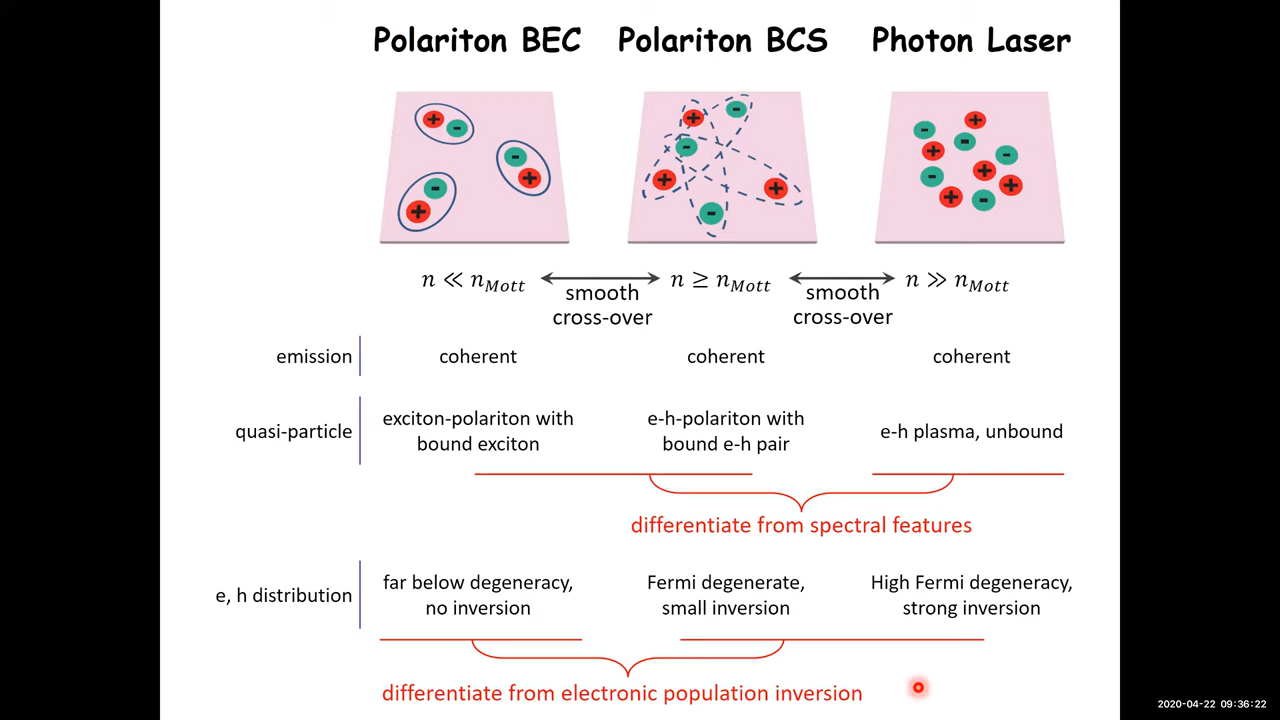 Polariton BEC
Polariton BCS
Photon Laser
+ -
- +
- +
+ -
-
+
+
-
- +
- +
-
-
+
+
+
-
n ≪ n_Mott
smooth
cross-over
n ≥ n_Mott
smooth
cross-over
n ≫ n_Mott
emission
coherent
coherent
coherent
quasi-particle
exciton-polariton with
bound exciton
e-h-polariton with
bound e-h pair
e-h plasma, unbound
differentiate from spectral features
e, h distribution
far below degeneracy,
no inversion
Fermi degenerate,
small inversion
High Fermi degeneracy,
strong inversion
differentiate from electronic population inversion
2020-04-22 09:36:22